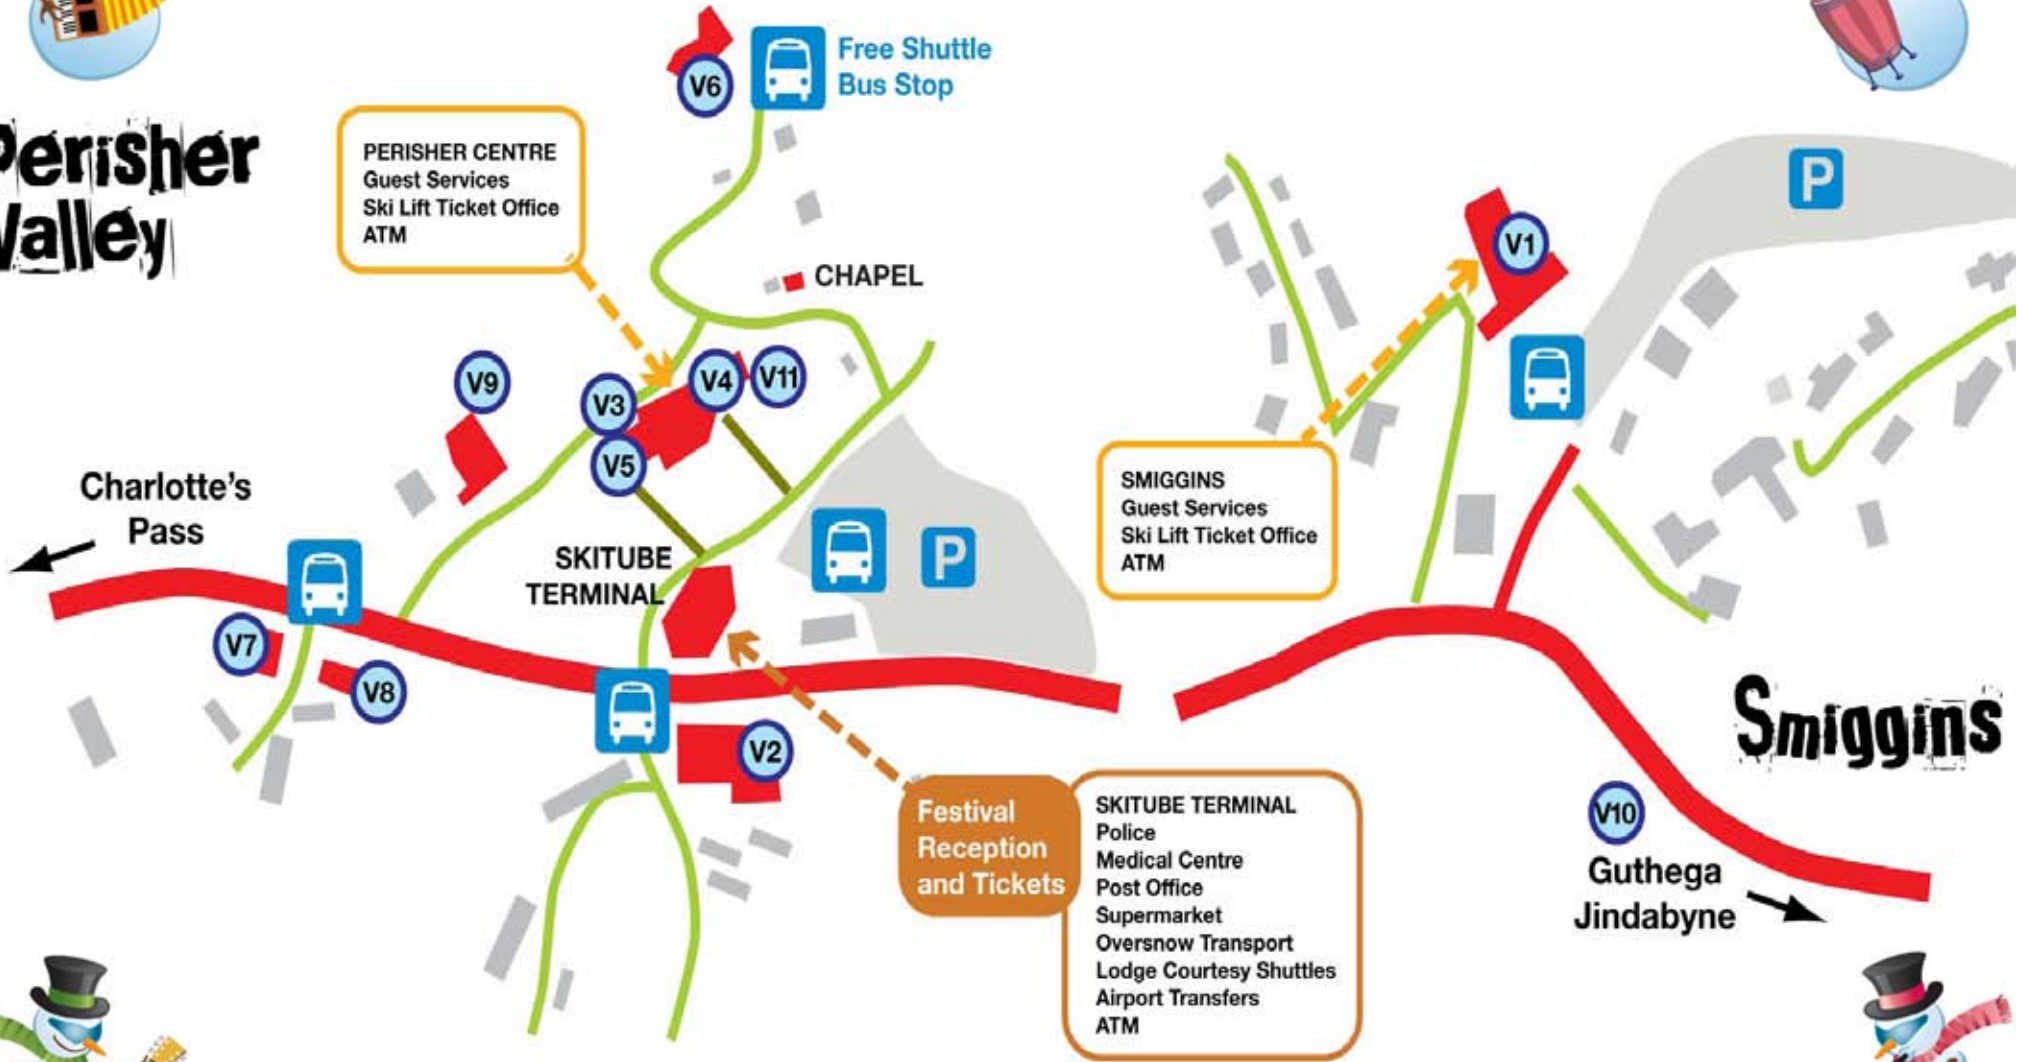 Perisher
Valley
V6
Free Shuttle
Bus Stop
PERISHER CENTRE
Guest Services
Ski Lift Ticket Office
ATM
CHAPEL
P
V1
V9
V3
V4
V11
V5
Charlotte's
Pass
SKITUBE
TERMINAL
P
SMIGGINS
Guest Services
Ski Lift Ticket Office
ATM
V7
V8
V2
Smiggins
V10
Guthega
Jindabyne
Festival
Reception
and Tickets
SKITUBE TERMINAL
Police
Medical Centre
Post Office
Supermarket
Oversnow Transport
Lodge Courtesy Shuttles
Airport Transfers
ATM